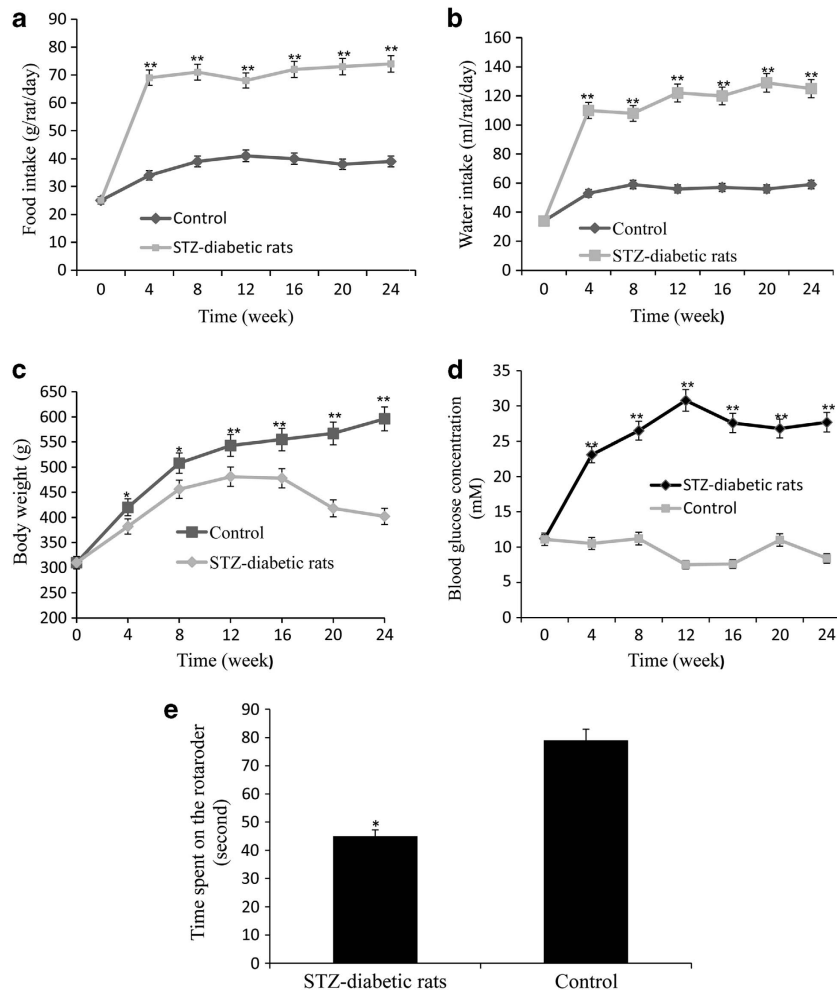 a
Food intake (g/rat/day)
90
80
70
60
50
40
30
20
10
0
** ** ** ** ** **
Control
STZ-diabetic rats
0 4 8 12 16 20 24
Time (week)
b
Water intake (ml/rat/day)
160
140
120
100
80
60
40
20
0
** ** ** ** ** **
Control
STZ-diabetic rats
0 4 8 12 16 20 24
Time (week)
c
Body weight (g)
650
600
550
500
450
400
350
300
250
200
* * ** ** ** **
Control
STZ-diabetic rats
0 4 8 12 16 20 24
Time (week)
d
Blood glucose concentration
(mM)
35
30
25
20
15
10
5
0
** ** ** ** ** **
STZ-diabetic rats
Control
0 4 8 12 16 20 24
Time (week)
e
Time spent on the rotaroder
(second)
90
80
70
60
50
40
30
20
10
0
*
STZ-diabetic rats Control